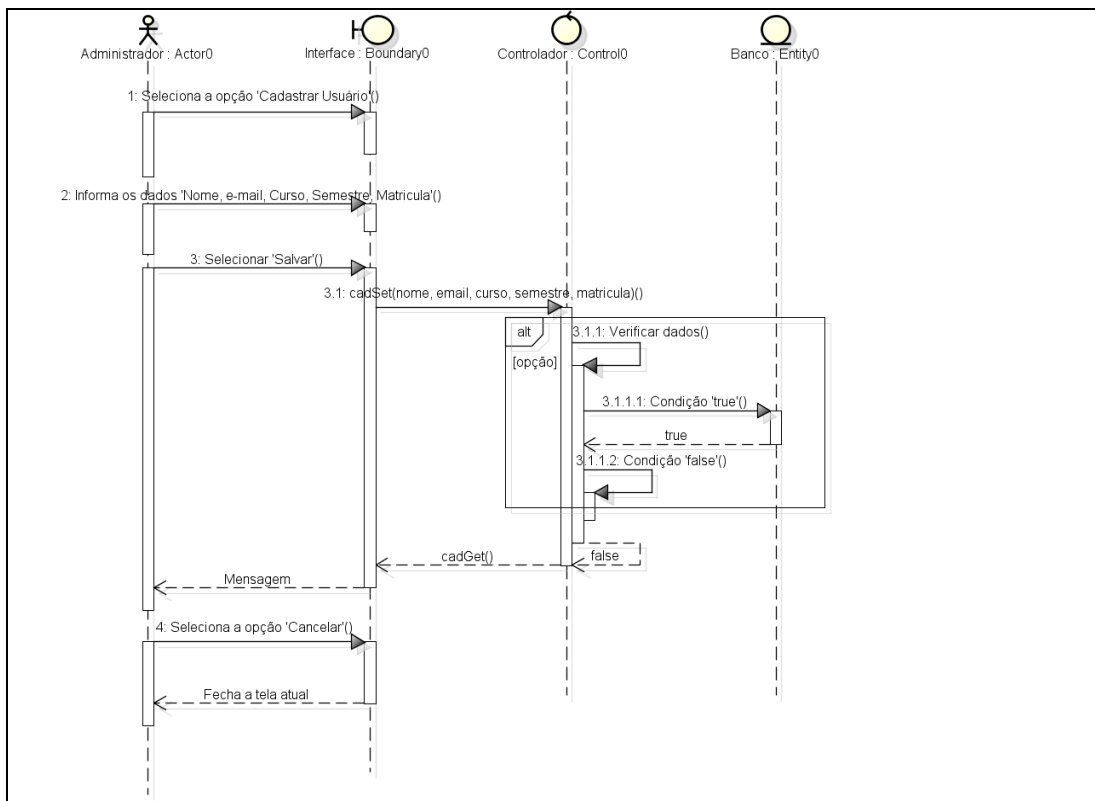 Administrador : Actor0
Interface : Boundary0
Controlador : Control0
Banco : Entity0
1: Seleciona a opção 'Cadastrar Usuário'()
2: Informa os dados 'Nome, e-mail, Curso, Semestre, Matricula'()
3: Selecionar 'Salvar'()
3.1: cadSet(nome, email, curso, semestre, matricula)()
alt
3.1.1: Verificar dados()
[opção]
3.1.1.1: Condição 'true'()
true
3.1.1.2: Condição 'false'()
false
cadGet()
Mensagem
4: Seleciona a opção 'Cancelar'()
Fecha a tela atual